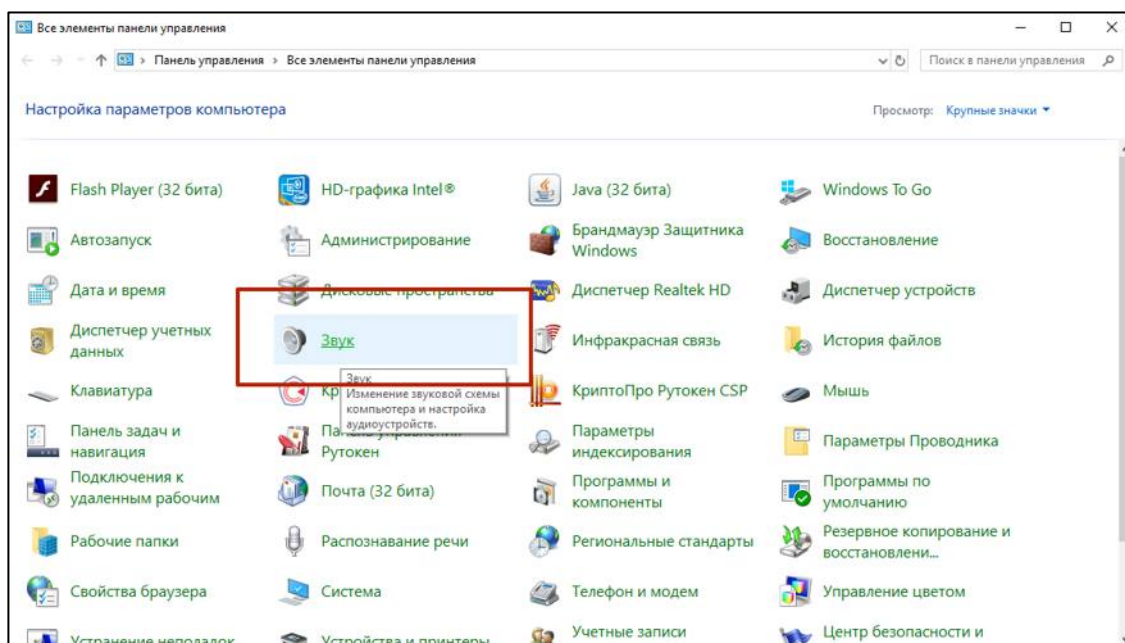 Все элементы панели управления
Панель управления > Все элементы панели управления
Поиск в панели управления
Настройка параметров компьютера
Просмотр: Крупные значки
Flash Player (32 бита)
HD-графика Intel®
Java (32 бита)
Windows To Go
Автозапуск
Администрирование
Брандмауэр Защитника
Windows
Восстановление
Дата и время
Дисковые пространства
Диспетчер Realtek HD
Диспетчер устройств
Диспетчер учетных
данных
Звук
Инфракрасная связь
История файлов
Звук
Изменение звуковой схемы
компьютера и настройка
аудиоустройств.
Клавиатура
КриптоПро Рутокен CSP
Мышь
Панель задач и
навигация
Рутокен
Параметры
индексирования
Параметры Проводника
Подключения к
удаленным рабочим
Почта (32 бита)
Программы и
компоненты
Программы по
умолчанию
Рабочие папки
Распознавание речи
Региональные стандарты
Резервное копирование и
восстановлени...
Свойства браузера
Система
Телефон и модем
Управление цветом
Устранение неполадок
Устройства и принтеры
Учетные записи
Центр безопасности и